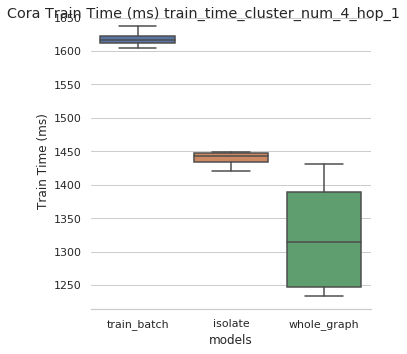 Cora Train Time (ms) train_time_cluster_num_4_hop_1
1650
1600
1550
1500
1450
1400
1350
1300
1250
Train Time (ms)
train_batch isolate whole_graph
models